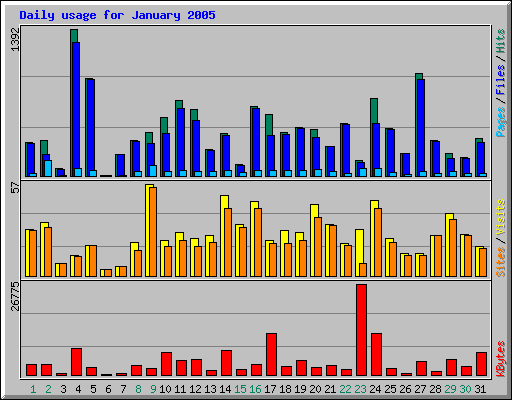 Daily usage for January 2005
1392
Pages / Files / Hits
57
Sites / Visits
26775
KBytes
1 2 3 4 5 6 7 8 9 10 11 12 13 14 15 16 17 18 19 20 21 22 23 24 25 26 27 28 29 30 31